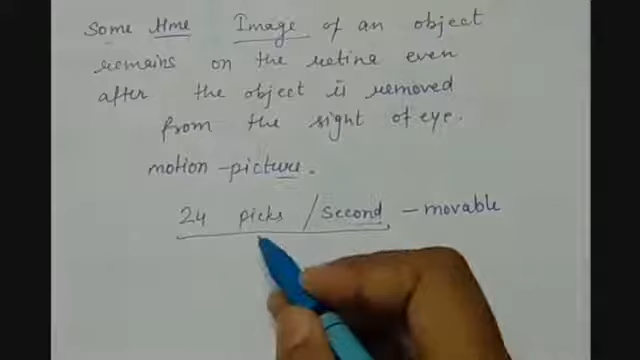 Some time Image of an object
remains on the retina even
after the object is removed
from the sight of eye.
motion-picture.
24 picks / second - movable